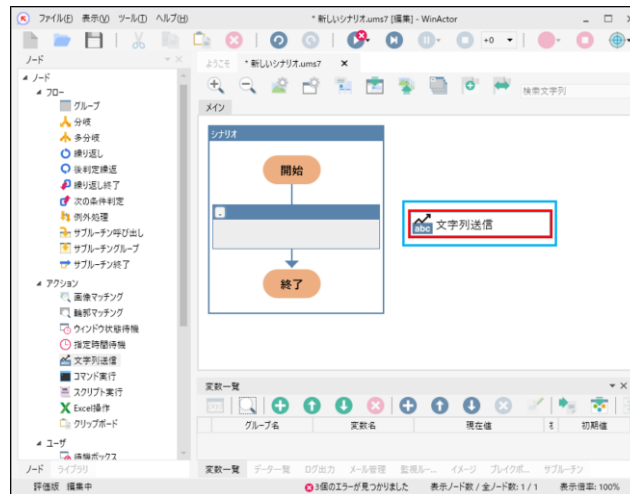 ファイル(F) 表示(V) ツール(T) ヘルプ(H)
* 新しいシナリオ.ums7 [編集] - WinActor
+0
ノード
ようこそ
* 新しいシナリオ.ums7
検索文字列
メイン
ノード
フロー
グループ
分岐
多分岐
繰り返し
後判定繰返
繰り返し終了
次の条件判定
例外処理
サブルーチン呼び出し
サブルーチングループ
サブルーチン終了
アクション
画像マッチング
輪郭マッチング
ウィンドウ状態待機
指定時間待機
文字列送信
コマンド実行
スクリプト実行
Excel操作
クリップボード
ユーザ
待機ボックス
ノード ライブラリ
シナリオ
開始
終了
abc 文字列送信
変数一覧
グループ名 変数名 現在値 初期値
変数一覧 データ一覧 ログ出力 メール管理 監視ルー... イメージ ブレイクポ... サブルーチン
評価版 編集中
3個のエラーが見つかりました 表示ノード数 / 全ノード数: 1 / 1 表示倍率: 100%